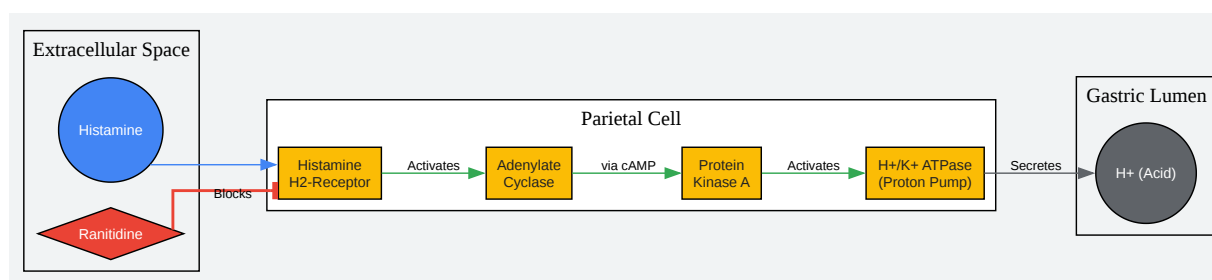 Extracellular Space
Histamine
Ranitidine
Blocks
Parietal Cell
Histamine
H2-Receptor
Activates
Adenylate
Cyclase
via cAMP
Protein
Kinase A
Activates
H+/K+ ATPase
(Proton Pump)
Secretes
Gastric Lumen
H+ (Acid)